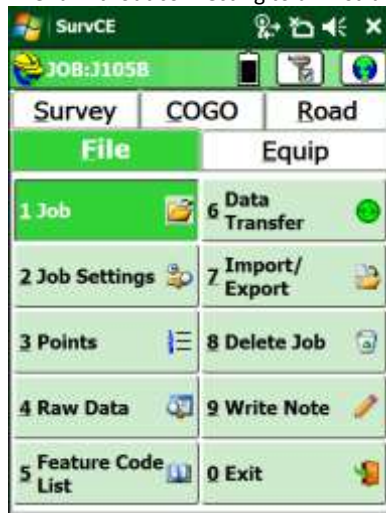 SurvCE
JOB:J105B
Survey COGO Road
File Equip
1 Job
6 Data Transfer
2 Job Settings
7 Import/ Export
3 Points
8 Delete Job
4 Raw Data
9 Write Note
5 Feature Code List
0 Exit